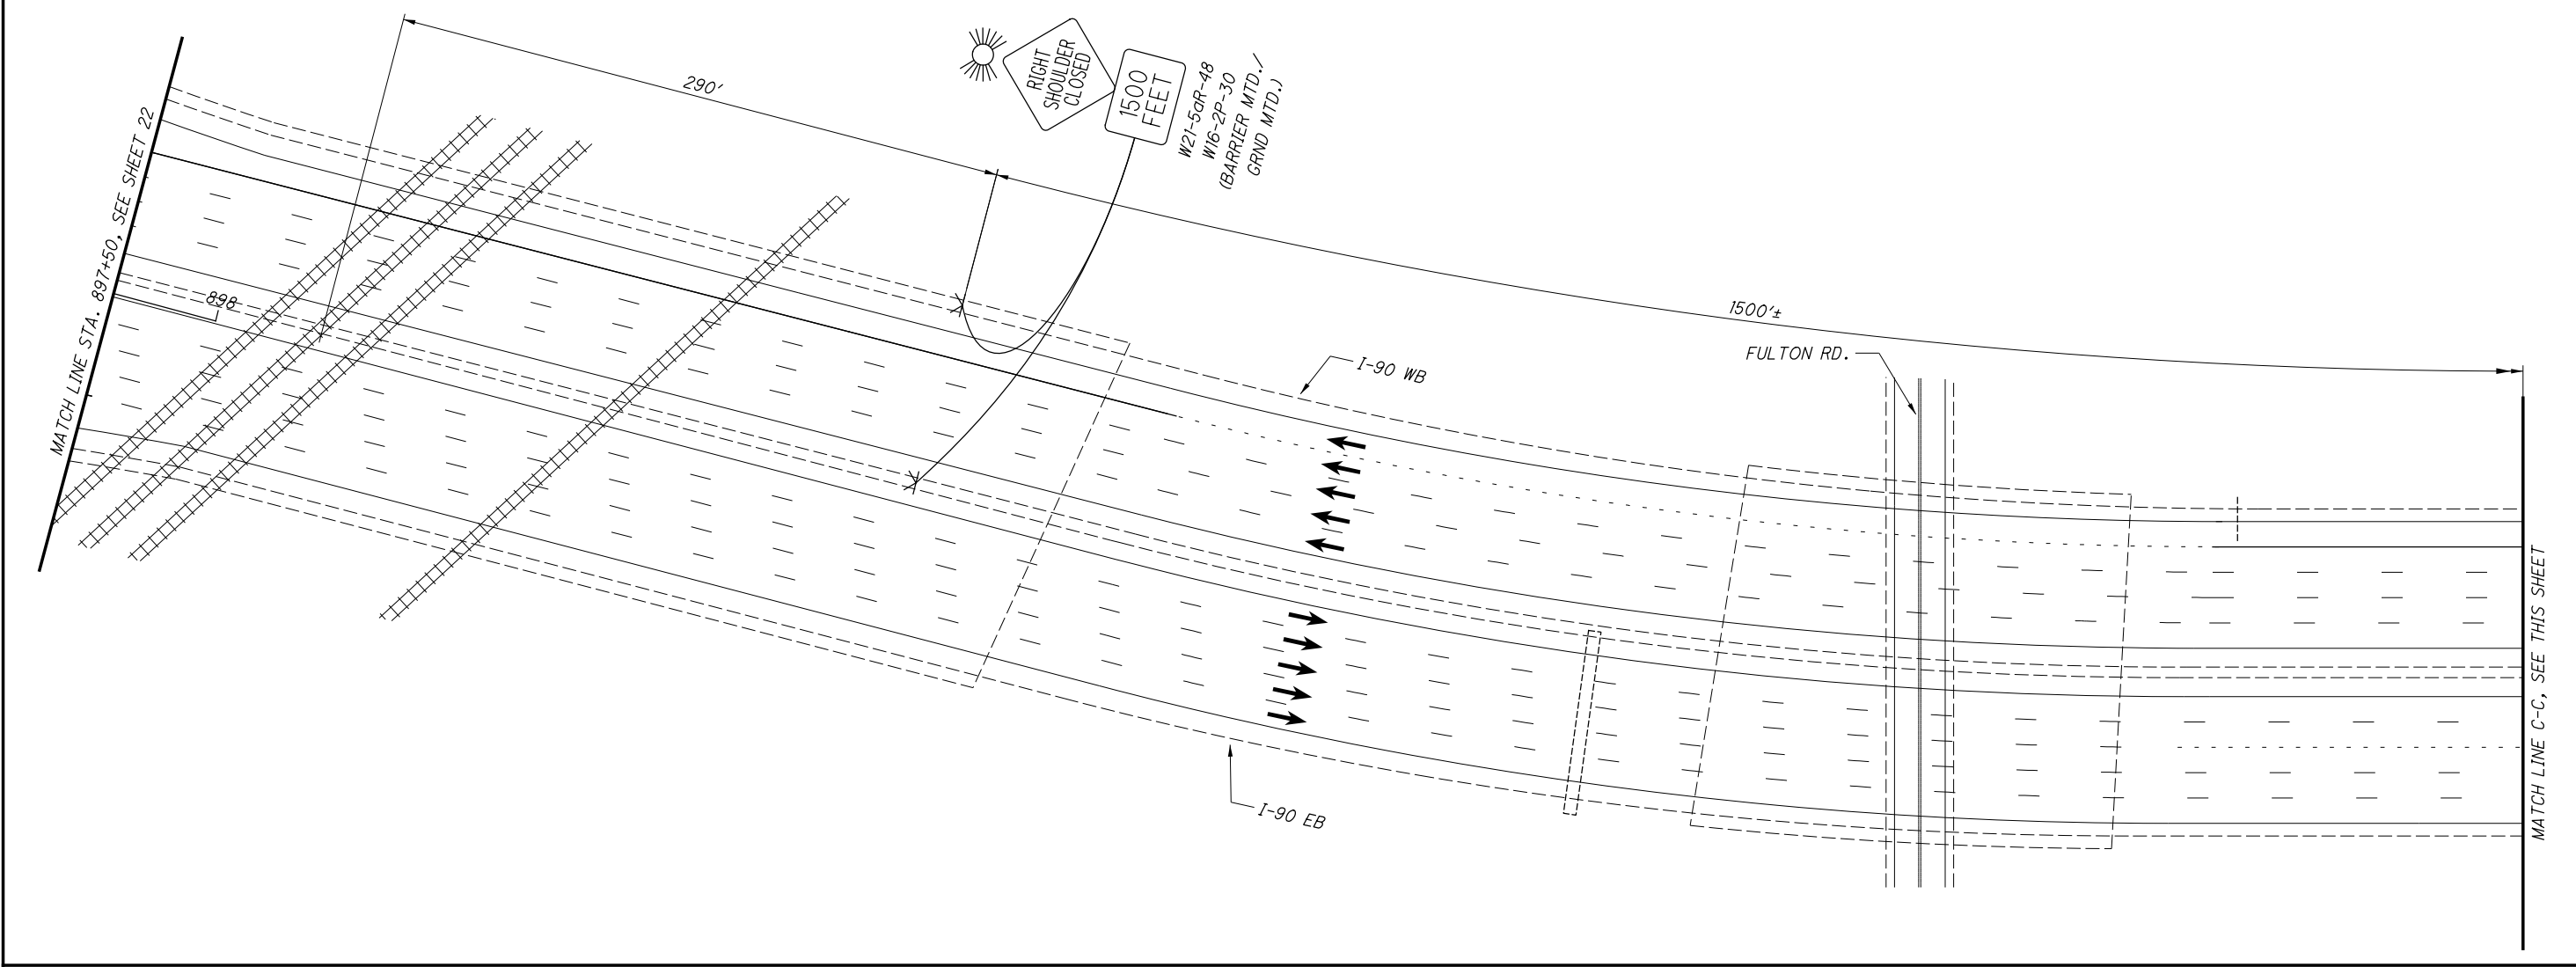 MATCH LINE STA. 897+50, SEE SHEET 22
898
290'
RIGHT
SHOULDER
CLOSED
1500
FEET
W21-5aR-48
W16-2P-30
(BARRIER MTD./
GRND MTD.)
1500'±
I-90 WB
FULTON RD.
I-90 EB
MATCH LINE C-C, SEE THIS SHEET